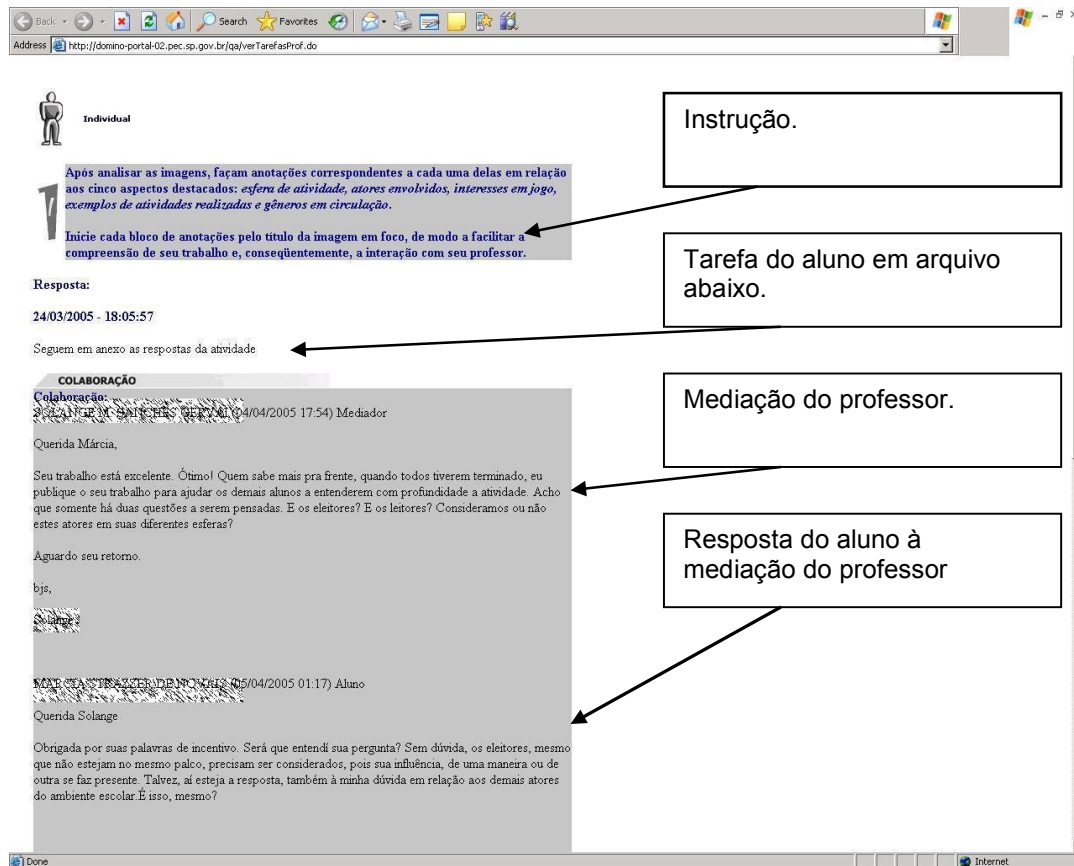 Back Search Favorites
Address http://domino-portal-02.pec.sp.gov.br/qa/verTarefasProf.do
Individual
Instrução.
1
Após analisar as imagens, façam anotações correspondentes a cada uma delas em relação
aos cinco aspectos destacados: esfera de atividade, atores envolvidos, interesses em jogo,
exemplos de atividades realizadas e gêneros em circulação.
Inicie cada bloco de anotações pelo título da imagem em foco, de modo a facilitar a
compreensão de seu trabalho e, conseqüentemente, a interação com seu professor.
Tarefa do aluno em arquivo
abaixo.
Resposta:
24/03/2005 - 18:05:57
Seguem em anexo as respostas da atividade
COLABORAÇÃO
Colaboração:
(04/04/2005 17:54) Mediador
Mediação do professor.
Querida Márcia,
Seu trabalho está excelente. Ótimo! Quem sabe mais pra frente, quando todos tiverem terminado, eu
publique o seu trabalho para ajudar os demais alunos a entenderem com profundidade a atividade. Acho
que somente há duas questões a serem pensadas. E os eleitores? E os leitores? Consideramos ou não
estes atores em suas diferentes esferas?
Aguardo seu retorno.
bjs,
Solange
Resposta do aluno à
mediação do professor
(05/04/2005 01:17) Aluno
Querida Solange
Obrigada por suas palavras de incentivo. Será que entendi sua pergunta? Sem dúvida, os eleitores, mesmo
que não estejam no mesmo palco, precisam ser considerados, pois sua influência, de uma maneira ou de
outra se faz presente. Talvez, aí esteja a resposta, também à minha dúvida em relação aos demais atores
do ambiente escolar.É isso, mesmo?
Done Internet